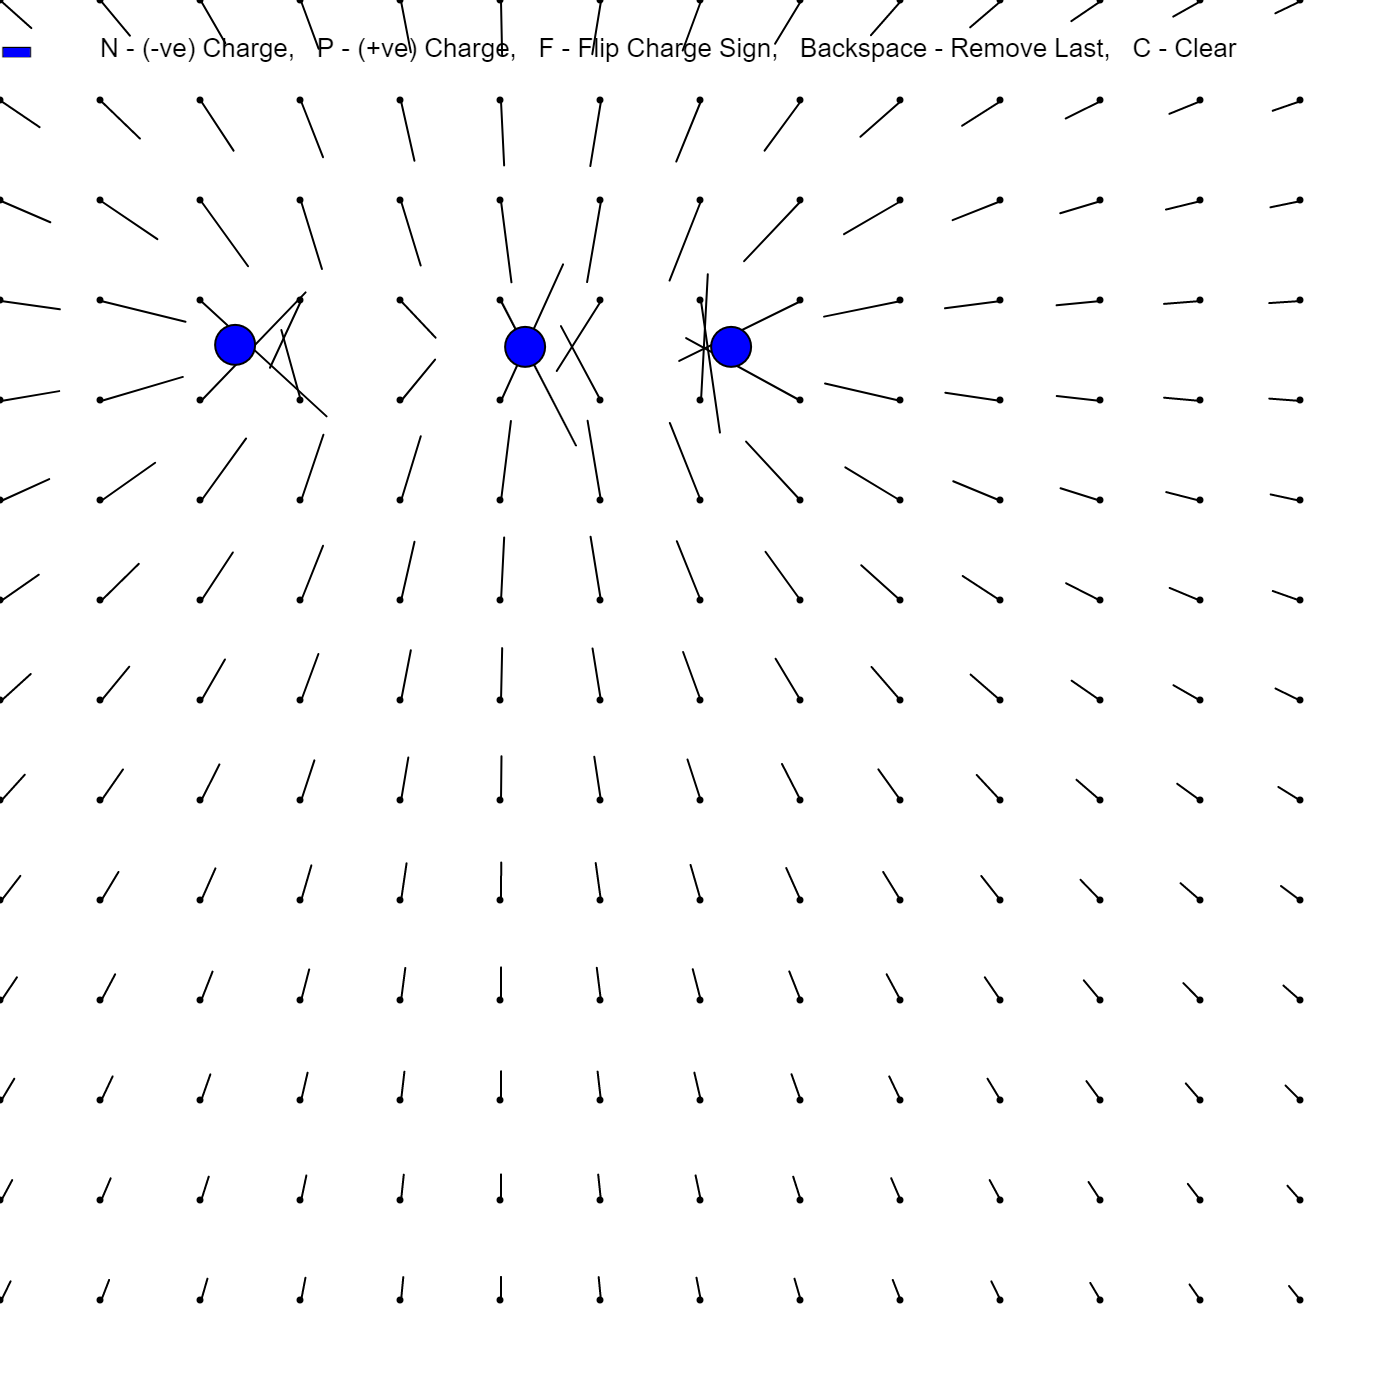 N - (-ve) Charge,   P - (+ve) Charge,   F - Flip Charge Sign,   Backspace - Remove Last,   C - Clear